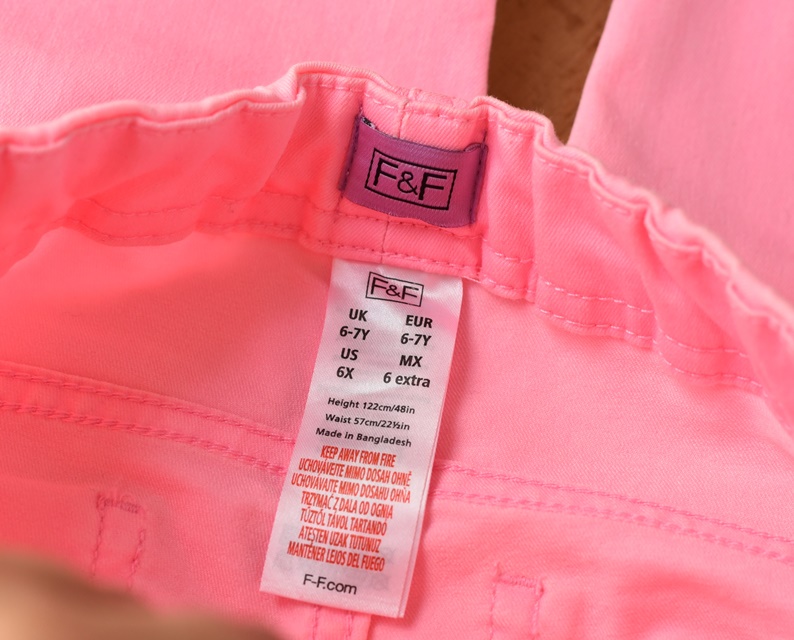 F&F
F&F
UK EUR
6-7Y 6-7Y
US MX
6X 6 extra
Height 122cm/48in
Waist 57cm/22½in
Made in Bangladesh
KEEP AWAY FROM FIRE
UCHOVÁVEJTE MIMO DOSAH OHNĚ
UCHOVÁVAJTE MIMO DOSAHU OHŇA
TRZYMAĆ Z DALA OD OGNIA
TŰZTŐL TÁVOL TARTANDÓ
ATEŞTEN UZAK TUTUNUZ
MANTENER LEJOS DEL FUEGO
F-F.com